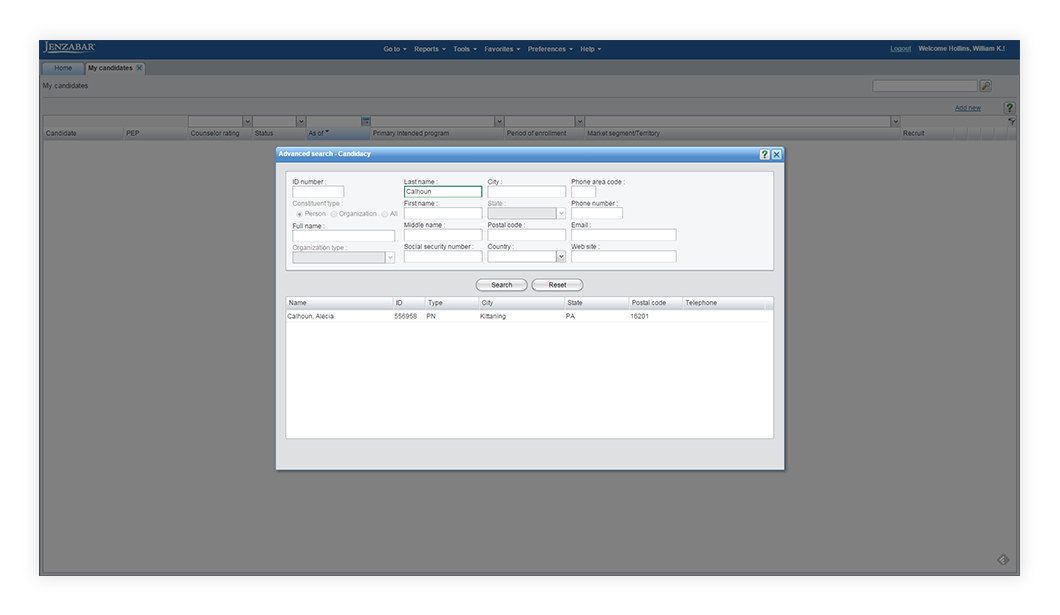 JENZABAR
Go to Reports Tools Favorites Preferences Help
Logout Welcome Hollins, William K.!
Home My candidates
My candidates
Add new
Candidate PEP Counselor rating Status As of Primary intended program Period of enrollment Market segment/Territory Recruit
Advanced search - Candidacy
ID number : Last name : City : Phone area code :
Calhoun
Constituent type : First name : State : Phone number :
Person Organization All
Full name : Middle name : Postal code : Email :
Organization type : Social security number : Country : Web site :
Search Reset
Name ID Type City State Postal code Telephone
Calhoun, Alecia 556958 PN Kittaning PA 16201